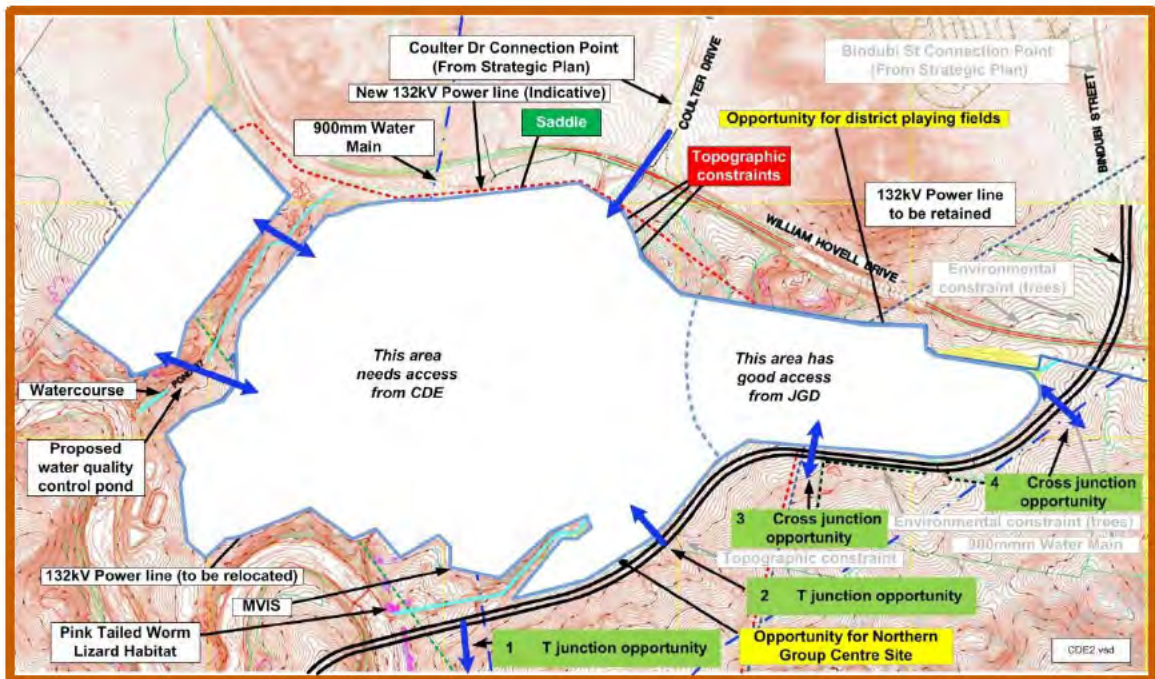 Coulter Dr Connection Point
(From Strategic Plan)
New 132kV Power line (Indicative)
900mm Water
Main
Saddle
COULTER DRIVE
Bindubi St Connection Point
(From Strategic Plan)
BINDUBI STREET
Opportunity for district playing fields
Topographic
constraints
132kV Power line
to be retained
WILLIAM HOVELL DRIVE
Environmental
constraint (trees)
This area
needs access
from CDE
This area has
good access
from JGD
Watercourse
Proposed
water quality
control pond
4 Cross junction
opportunity
3 Cross junction
opportunity
Environmental constraint (trees)
900mmm Water Main
Topographic constraint
132kV Power line (to be relocated)
MVIS
2 T junction opportunity
Pink Tailed Worm
Lizard Habitat
1 T junction opportunity
Opportunity for Northern
Group Centre Site
CDE2.vsd